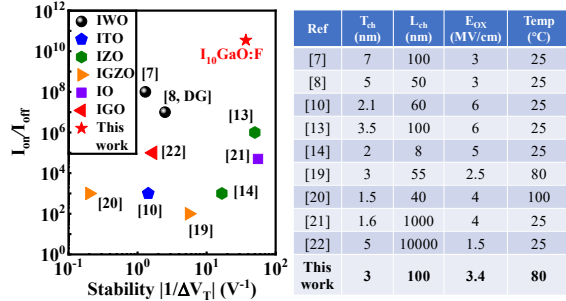 I_on/I_off
10^12
10^10
10^8
10^6
10^4
10^2
10^0
10^-1
10^0
10^1
10^2
Stability |1/ΔV_T| (V^-1)
IWO
ITO
IZO
IGZO
IO
IGO
This
work
I_10GaO:F
[7]
[8, DG]
[13]
[22]
[21]
[20]
[10]
[14]
[19]
Ref T_ch (nm) L_ch (nm) E_OX (MV/cm) Temp (°C)
[7] 7 100 3 25
[8] 5 50 3 25
[10] 2.1 60 6 25
[13] 3.5 100 6 25
[14] 2 8 5 25
[19] 3 55 2.5 80
[20] 1.5 40 4 100
[21] 1.6 1000 4 25
[22] 5 10000 1.5 25
This work 3 100 3.4 80